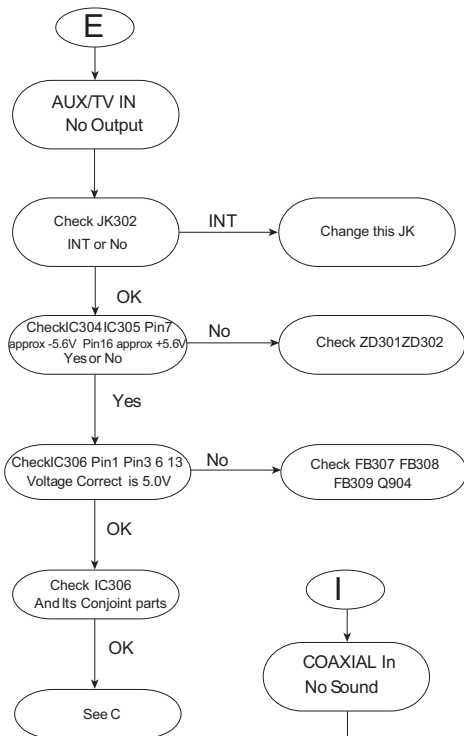 E
AUX/TV IN
No Output
Check JK302
INT or No
INT
Change this JK
OK
CheckIC304IC305 Pin7
approx -5.6V Pin16 approx +5.6V
Yes or No
No
Check ZD301ZD302
Yes
CheckIC306 Pin1 Pin3 6 13
Voltage Correct is 5.0V
No
Check FB307 FB308
FB309 Q904
OK
Check IC306
And Its Conjoint parts
OK
See C
I
COAXIAL In
No Sound